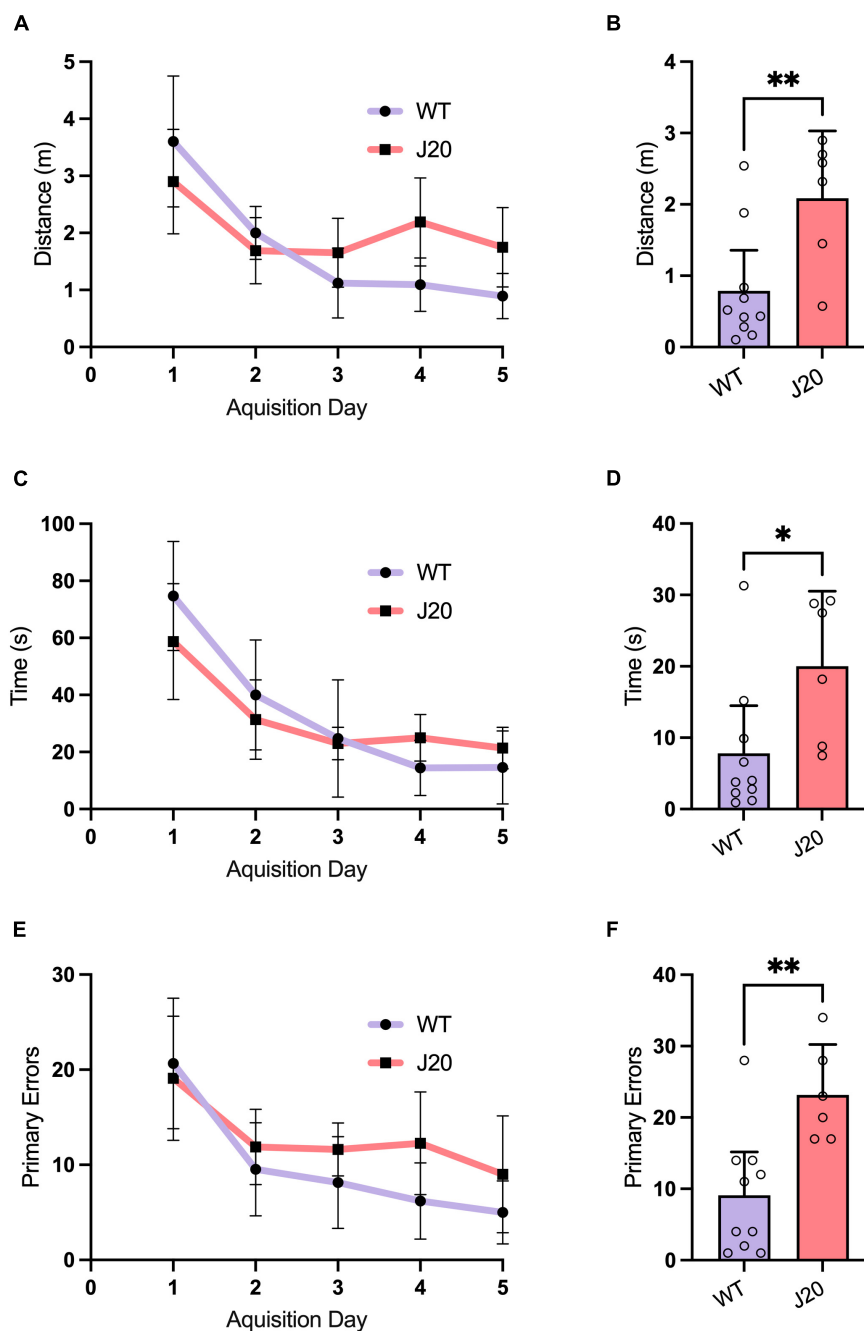 A
Distance (m)
5
4
3
2
1
0
0 1 2 3 4 5
Aquisition Day
WT
J20
B
Distance (m)
4
3
2
1
0
**
WT J20
C
Time (s)
100
80
60
40
20
0
0 1 2 3 4 5
Aquisition Day
WT
J20
D
Time (s)
40
30
20
10
0
*
WT J20
E
Primary Errors
30
20
10
0
0 1 2 3 4 5
Aquisition Day
WT
J20
F
Primary Errors
40
30
20
10
0
**
WT J20